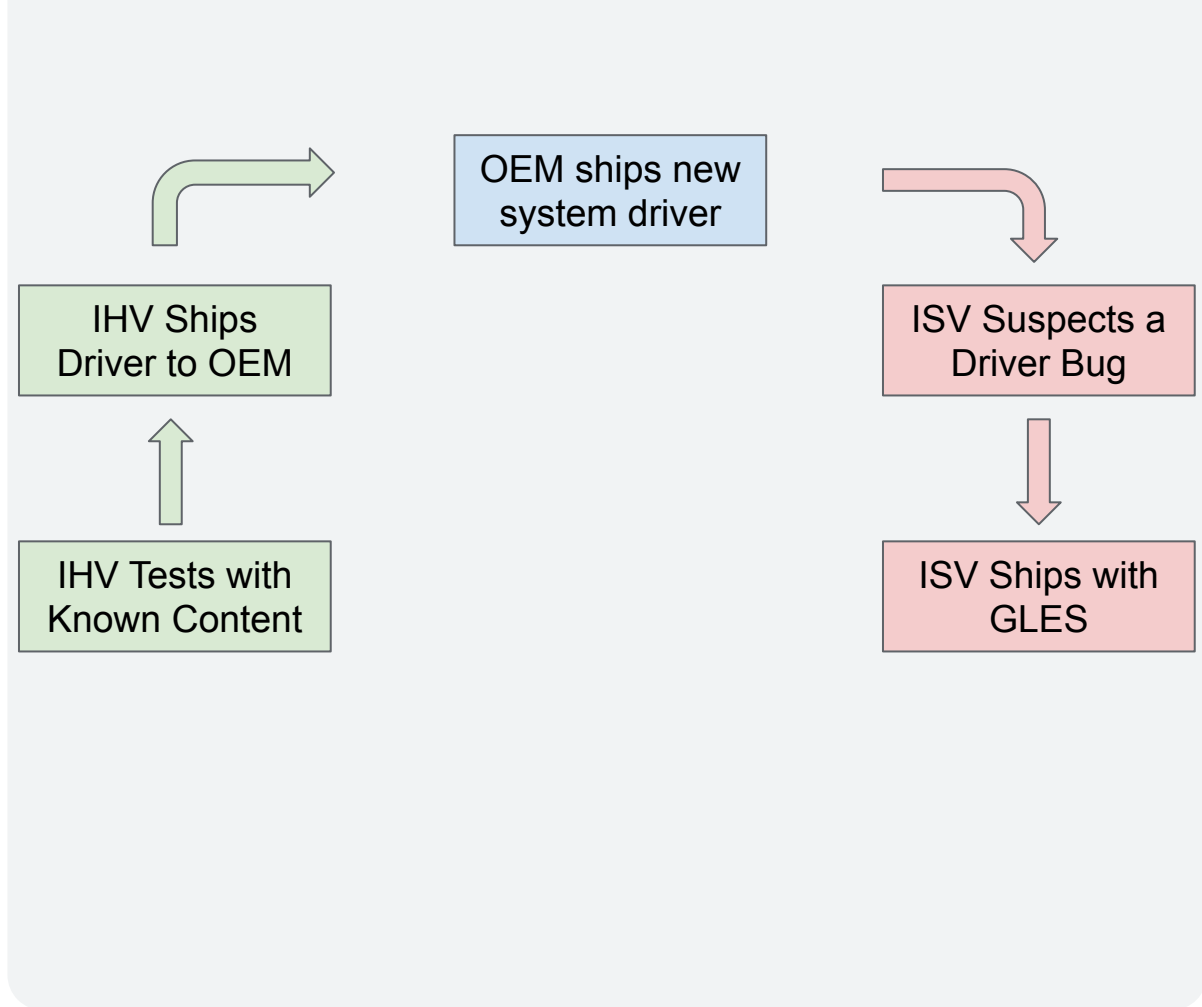 OEM ships new
system driver
IHV Ships
Driver to OEM
ISV Suspects a
Driver Bug
IHV Tests with
Known Content
ISV Ships with
GLES